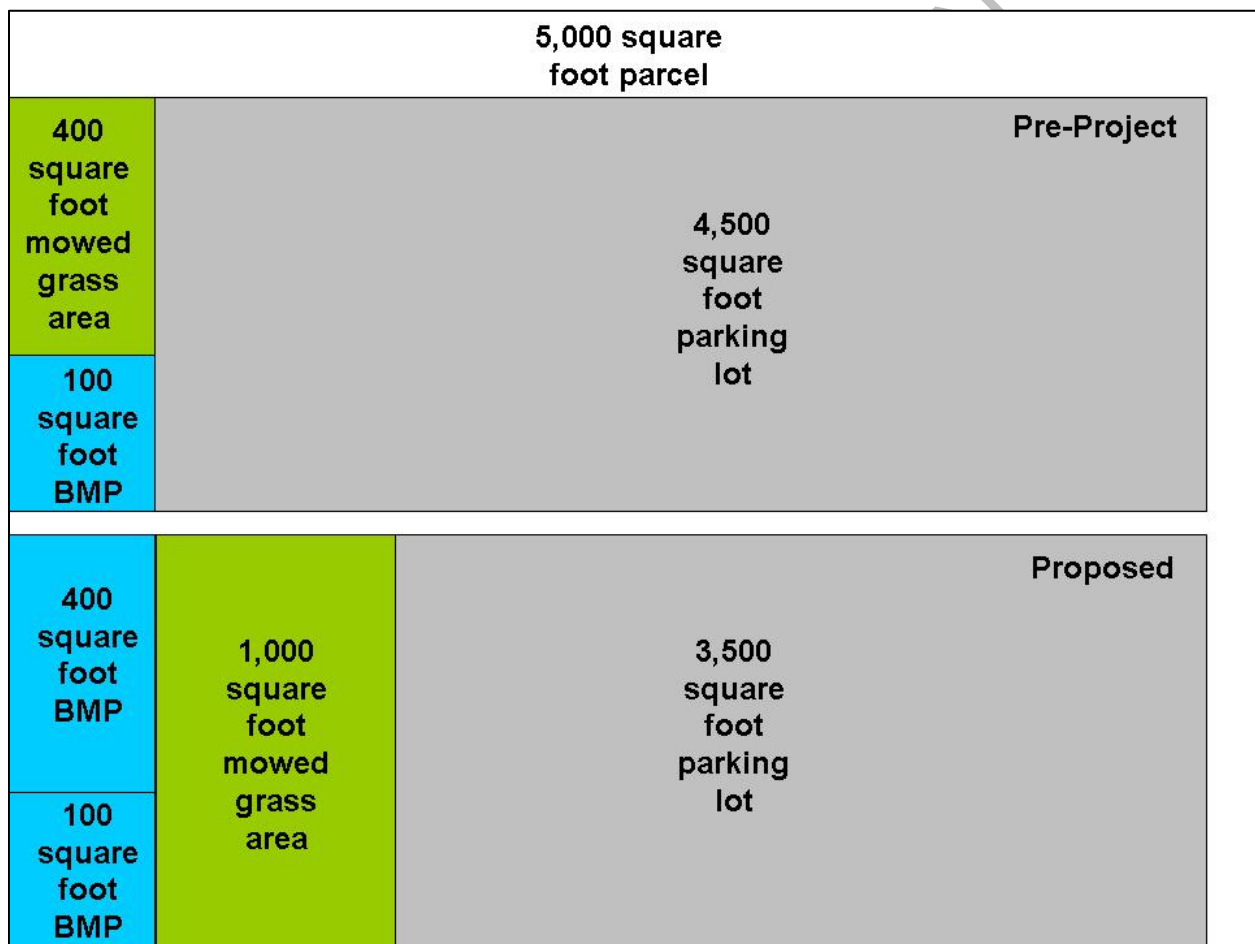 5,000 square
foot parcel
400
square
foot
mowed
grass
area
Pre-Project
4,500
square
foot
parking
lot
100
square
foot
BMP
400
square
foot
BMP
1,000
square
foot
mowed
grass
area
Proposed
3,500
square
foot
parking
lot
100
square
foot
BMP